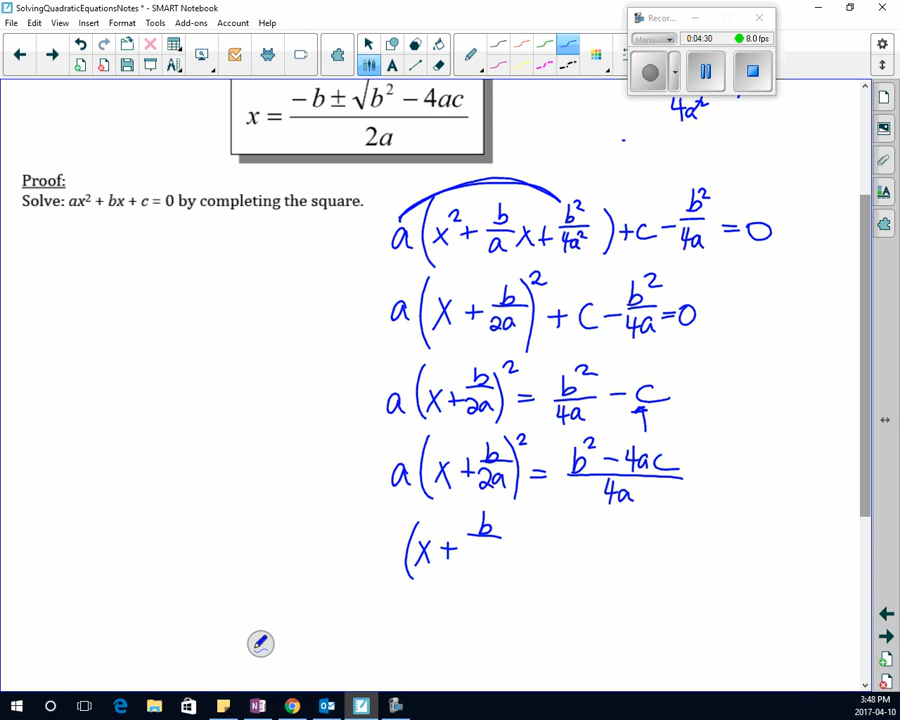 SolvingQuadraticEquationsNotes * - SMART Notebook
File Edit View Insert Format Tools Add-ons Account Help
Recor...
Menu
0:04:30 8.0 fps
x = (−b ± √(b² − 4ac)) / 2a
4a²
Proof:
Solve: ax² + bx + c = 0 by completing the square.
a(x² + b/a x + b²/4a²) + c − b²/4a = 0
a(x + b/2a)² + c − b²/4a = 0
a(x + b/2a)² = b²/4a − c
a(x + b/2a)² = (b² − 4ac)/4a
(x + b
3:48 PM
2017-04-10